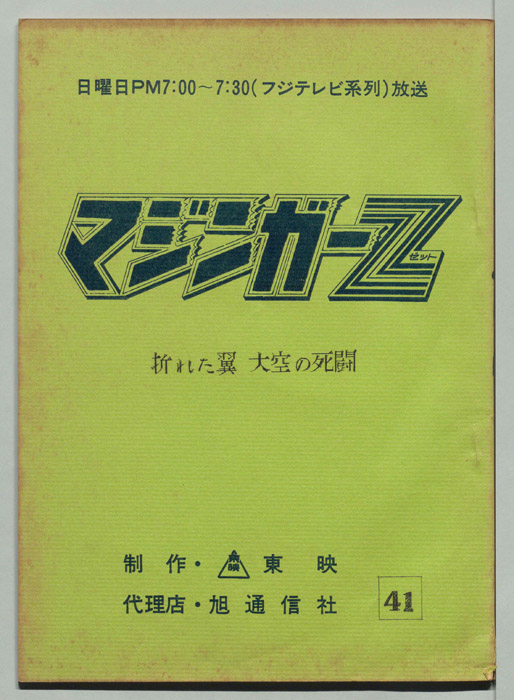 日曜日PM7:00～7:30(フジテレビ系列)放送
マジンガーZ
ゼット
折れた翼 大空の死闘
制作・東映 東映
代理店・旭通信社
41